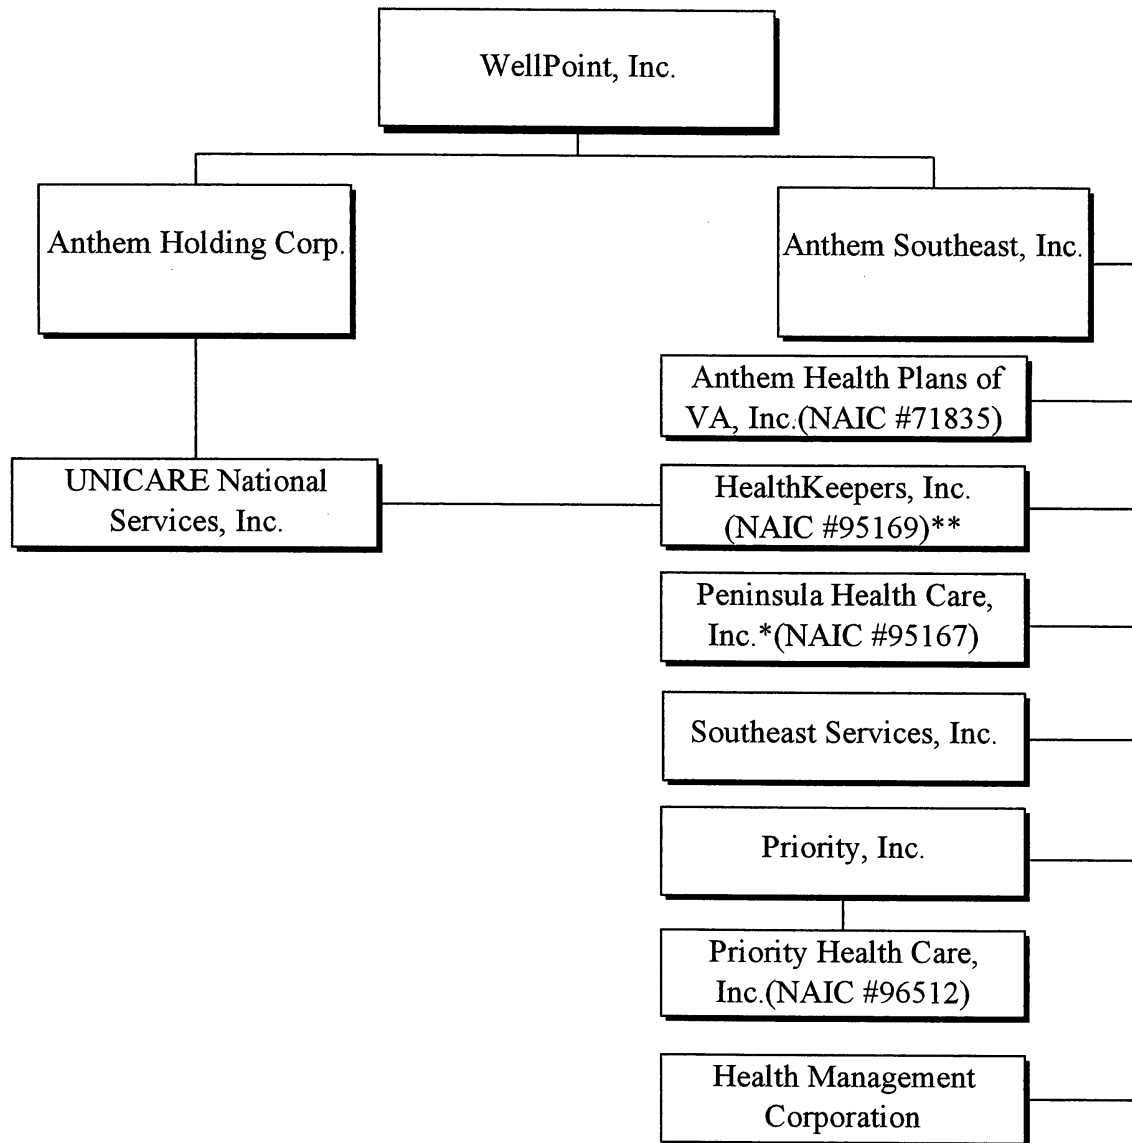 WellPoint, Inc.
Anthem Holding Corp.
Anthem Southeast, Inc.
Anthem Health Plans of
VA, Inc.(NAIC #71835)
UNICARE National
Services, Inc.
HealthKeepers, Inc.
(NAIC #95169)**
Peninsula Health Care,
Inc.*(NAIC #95167)
Southeast Services, Inc.
Priority, Inc.
Priority Health Care,
Inc.(NAIC #96512)
Health Management
Corporation